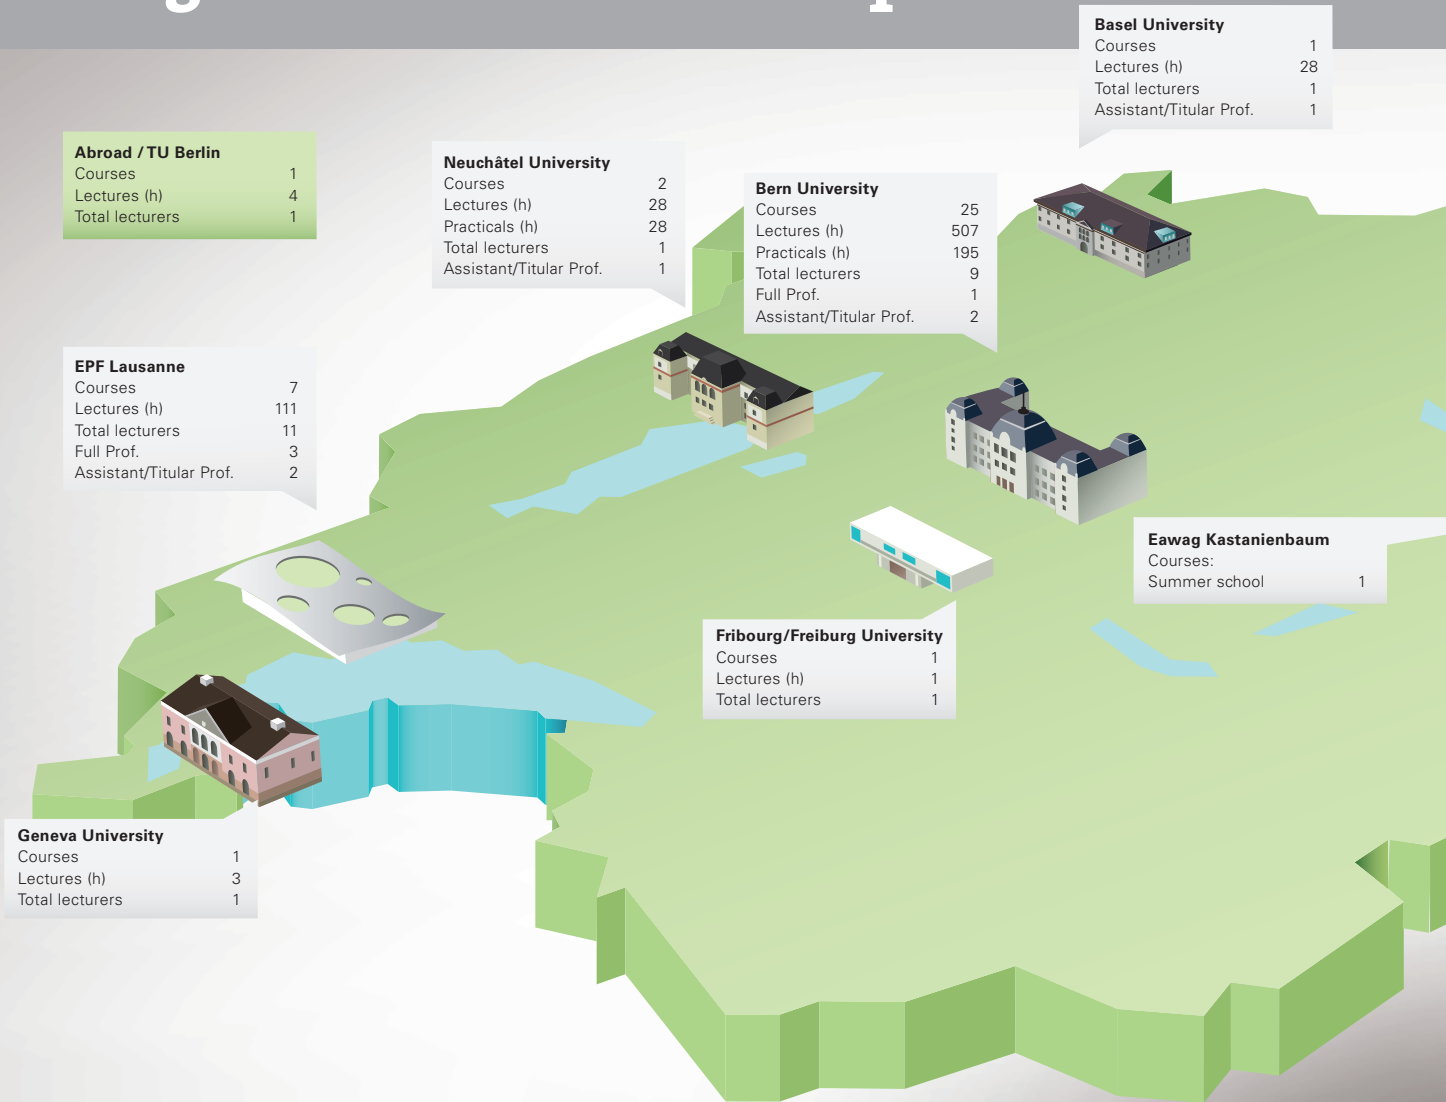 Basel University
Courses 1
Lectures (h) 28
Total lecturers 1
Assistant/Titular Prof. 1
Abroad / TU Berlin
Courses 1
Lectures (h) 4
Total lecturers 1
Neuchâtel University
Courses 2
Lectures (h) 28
Practicals (h) 28
Total lecturers 1
Assistant/Titular Prof. 1
Bern University
Courses 25
Lectures (h) 507
Practicals (h) 195
Total lecturers 9
Full Prof. 1
Assistant/Titular Prof. 2
EPF Lausanne
Courses 7
Lectures (h) 111
Total lecturers 11
Full Prof. 3
Assistant/Titular Prof. 2
Eawag Kastanienbaum
Courses:
Summer school 1
Fribourg/Freiburg University
Courses 1
Lectures (h) 1
Total lecturers 1
Geneva University
Courses 1
Lectures (h) 3
Total lecturers 1